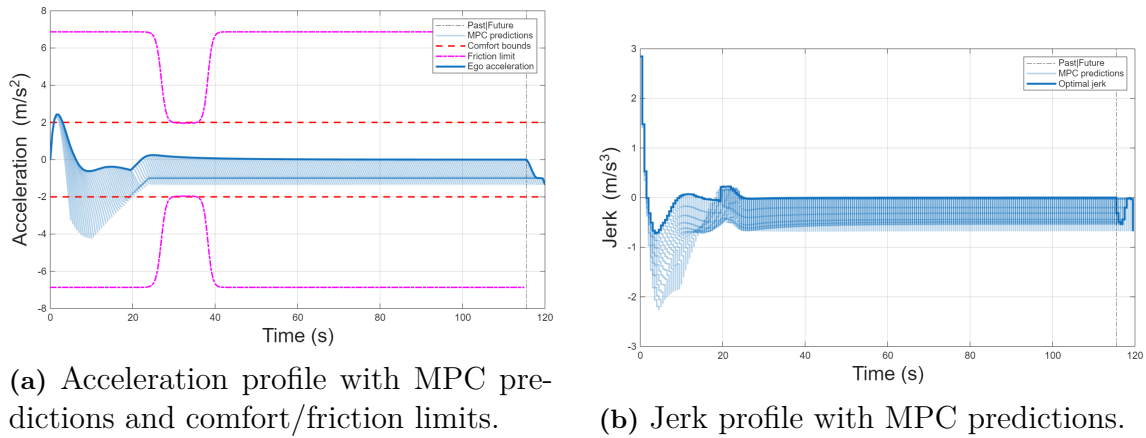 8
6
4
2
0
-2
-4
-6
-8
Acceleration (m/s²)
0
20
40
60
80
100
120
Time (s)
Past|Future
MPC predictions
Comfort bounds
Friction limit
Ego acceleration
(a) Acceleration profile with MPC pre-
dictions and comfort/friction limits.
3
2
1
0
-1
-2
-3
Jerk (m/s³)
0
20
40
60
80
100
120
Time (s)
Past|Future
MPC predictions
Optimal jerk
(b) Jerk profile with MPC predictions.